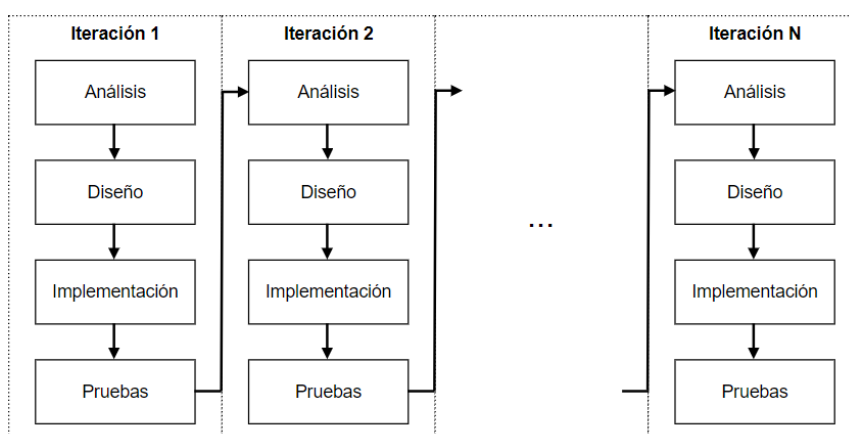 Iteración 1
Análisis
Diseño
Implementación
Pruebas
Iteración 2
Análisis
Diseño
Implementación
Pruebas
...
Iteración N
Análisis
Diseño
Implementación
Pruebas